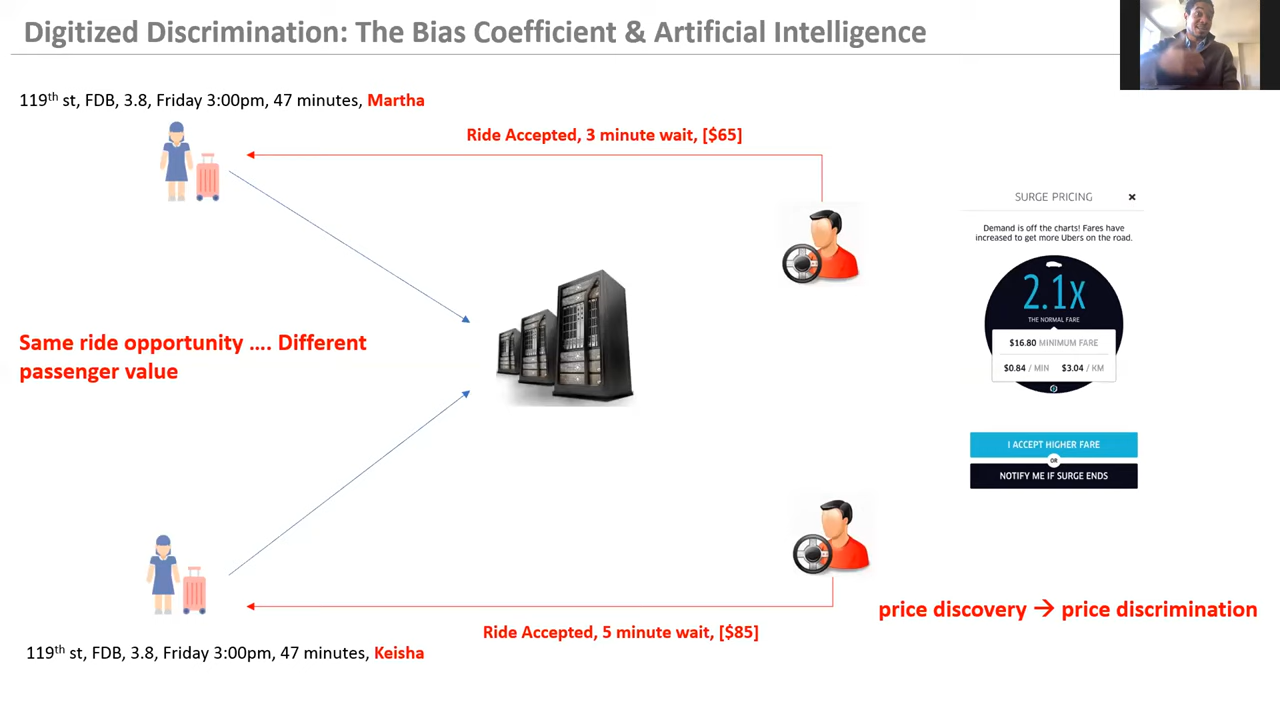 Digitized Discrimination: The Bias Coefficient & Artificial Intelligence
119th st, FDB, 3.8, Friday 3:00pm, 47 minutes, Martha
Ride Accepted, 3 minute wait, [$65]
SURGE PRICING ×
Demand is off the charts! Fares have
increased to get more Ubers on the road.
2.1x
THE NORMAL FARE
$16.80 MINIMUM FARE
$0.84 / MIN $3.04 / KM
Same ride opportunity .... Different
passenger value
I ACCEPT HIGHER FARE
OR
NOTIFY ME IF SURGE ENDS
price discovery → price discrimination
Ride Accepted, 5 minute wait, [$85]
119th st, FDB, 3.8, Friday 3:00pm, 47 minutes, Keisha